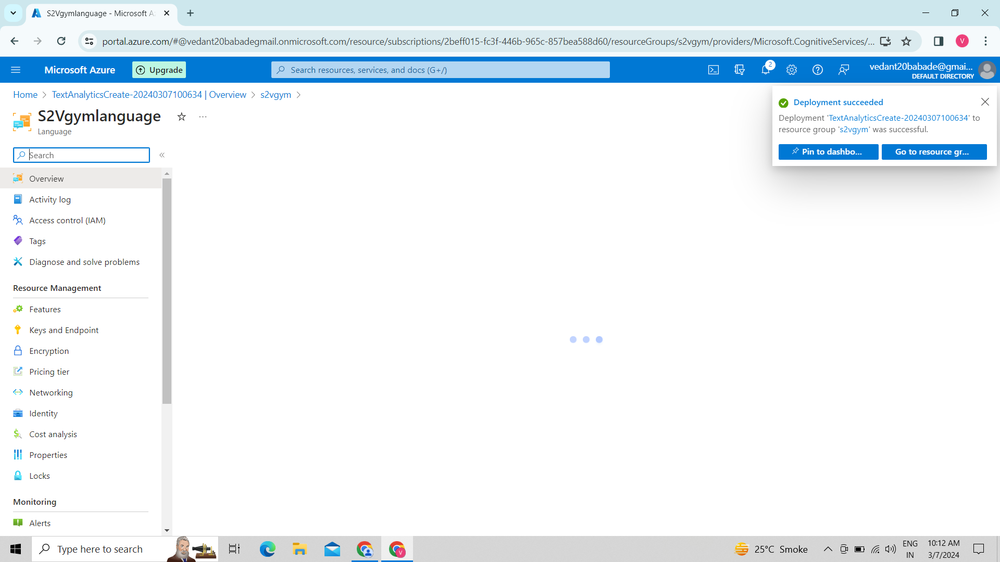 S2Vgymlanguage - Microsoft Az
portal.azure.com/#@vedant20babadegmail.onmicrosoft.com/resource/subscriptions/2beff015-fc3f-446b-965c-857bea588d60/resourceGroups/s2vgym/providers/Microsoft.CognitiveServices/...
V
Microsoft Azure
Upgrade
Search resources, services, and docs (G+/)
2
vedant20babade@gmai...
DEFAULT DIRECTORY
Home > TextAnalyticsCreate-20240307100634 | Overview > s2vgym >
S2Vgymlanguage
...
Language
Deployment succeeded
Deployment 'TextAnalyticsCreate-20240307100634' to
resource group 's2vgym' was successful.
Pin to dashbo...
Go to resource gr...
Search
«
Overview
Activity log
Access control (IAM)
Tags
Diagnose and solve problems
Resource Management
Features
Keys and Endpoint
Encryption
Pricing tier
Networking
Identity
Cost analysis
Properties
Locks
Monitoring
Alerts
Type here to search
V
25°C Smoke
ENG
IN
10:12 AM
3/7/2024